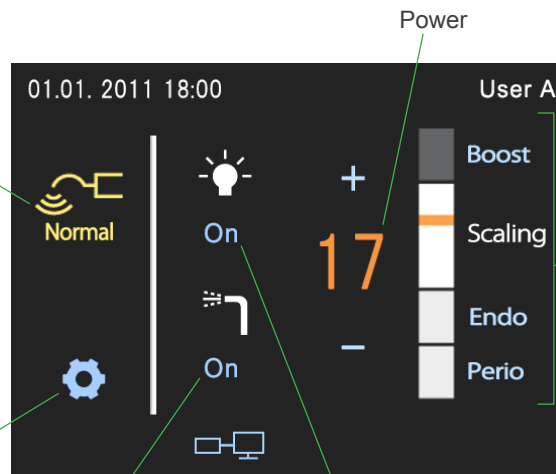 Power
01.01. 2011 18:00
User A
Normal
On
On
+
17
−
Boost
Scaling
Endo
Perio